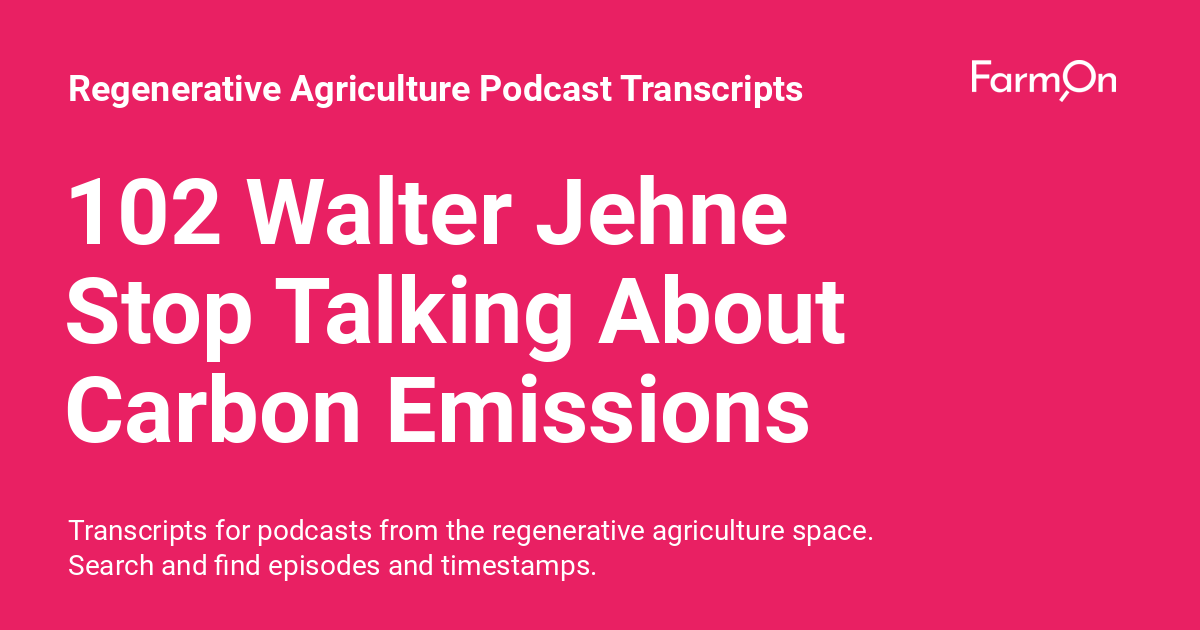 Regenerative Agriculture Podcast Transcripts
FarmOn
102 Walter Jehne
Stop Talking About
Carbon Emissions
Transcripts for podcasts from the regenerative agriculture space.
Search and find episodes and timestamps.